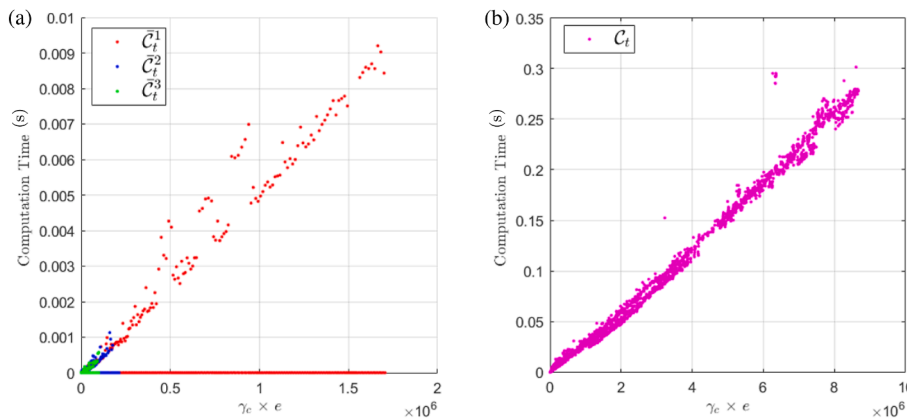 (a)
0.01
0.009
0.008
0.007
0.006
0.005
0.004
0.003
0.002
0.001
0
Computation Time (s)
C̄_t^1
C̄_t^2
C̄_t^3
0 0.5 1 1.5 2
γ_c × e
×10^6
(b)
0.35
0.3
0.25
0.2
0.15
0.1
0.05
0
Computation Time (s)
C_t
0 2 4 6 8 10
γ_c × e
×10^6